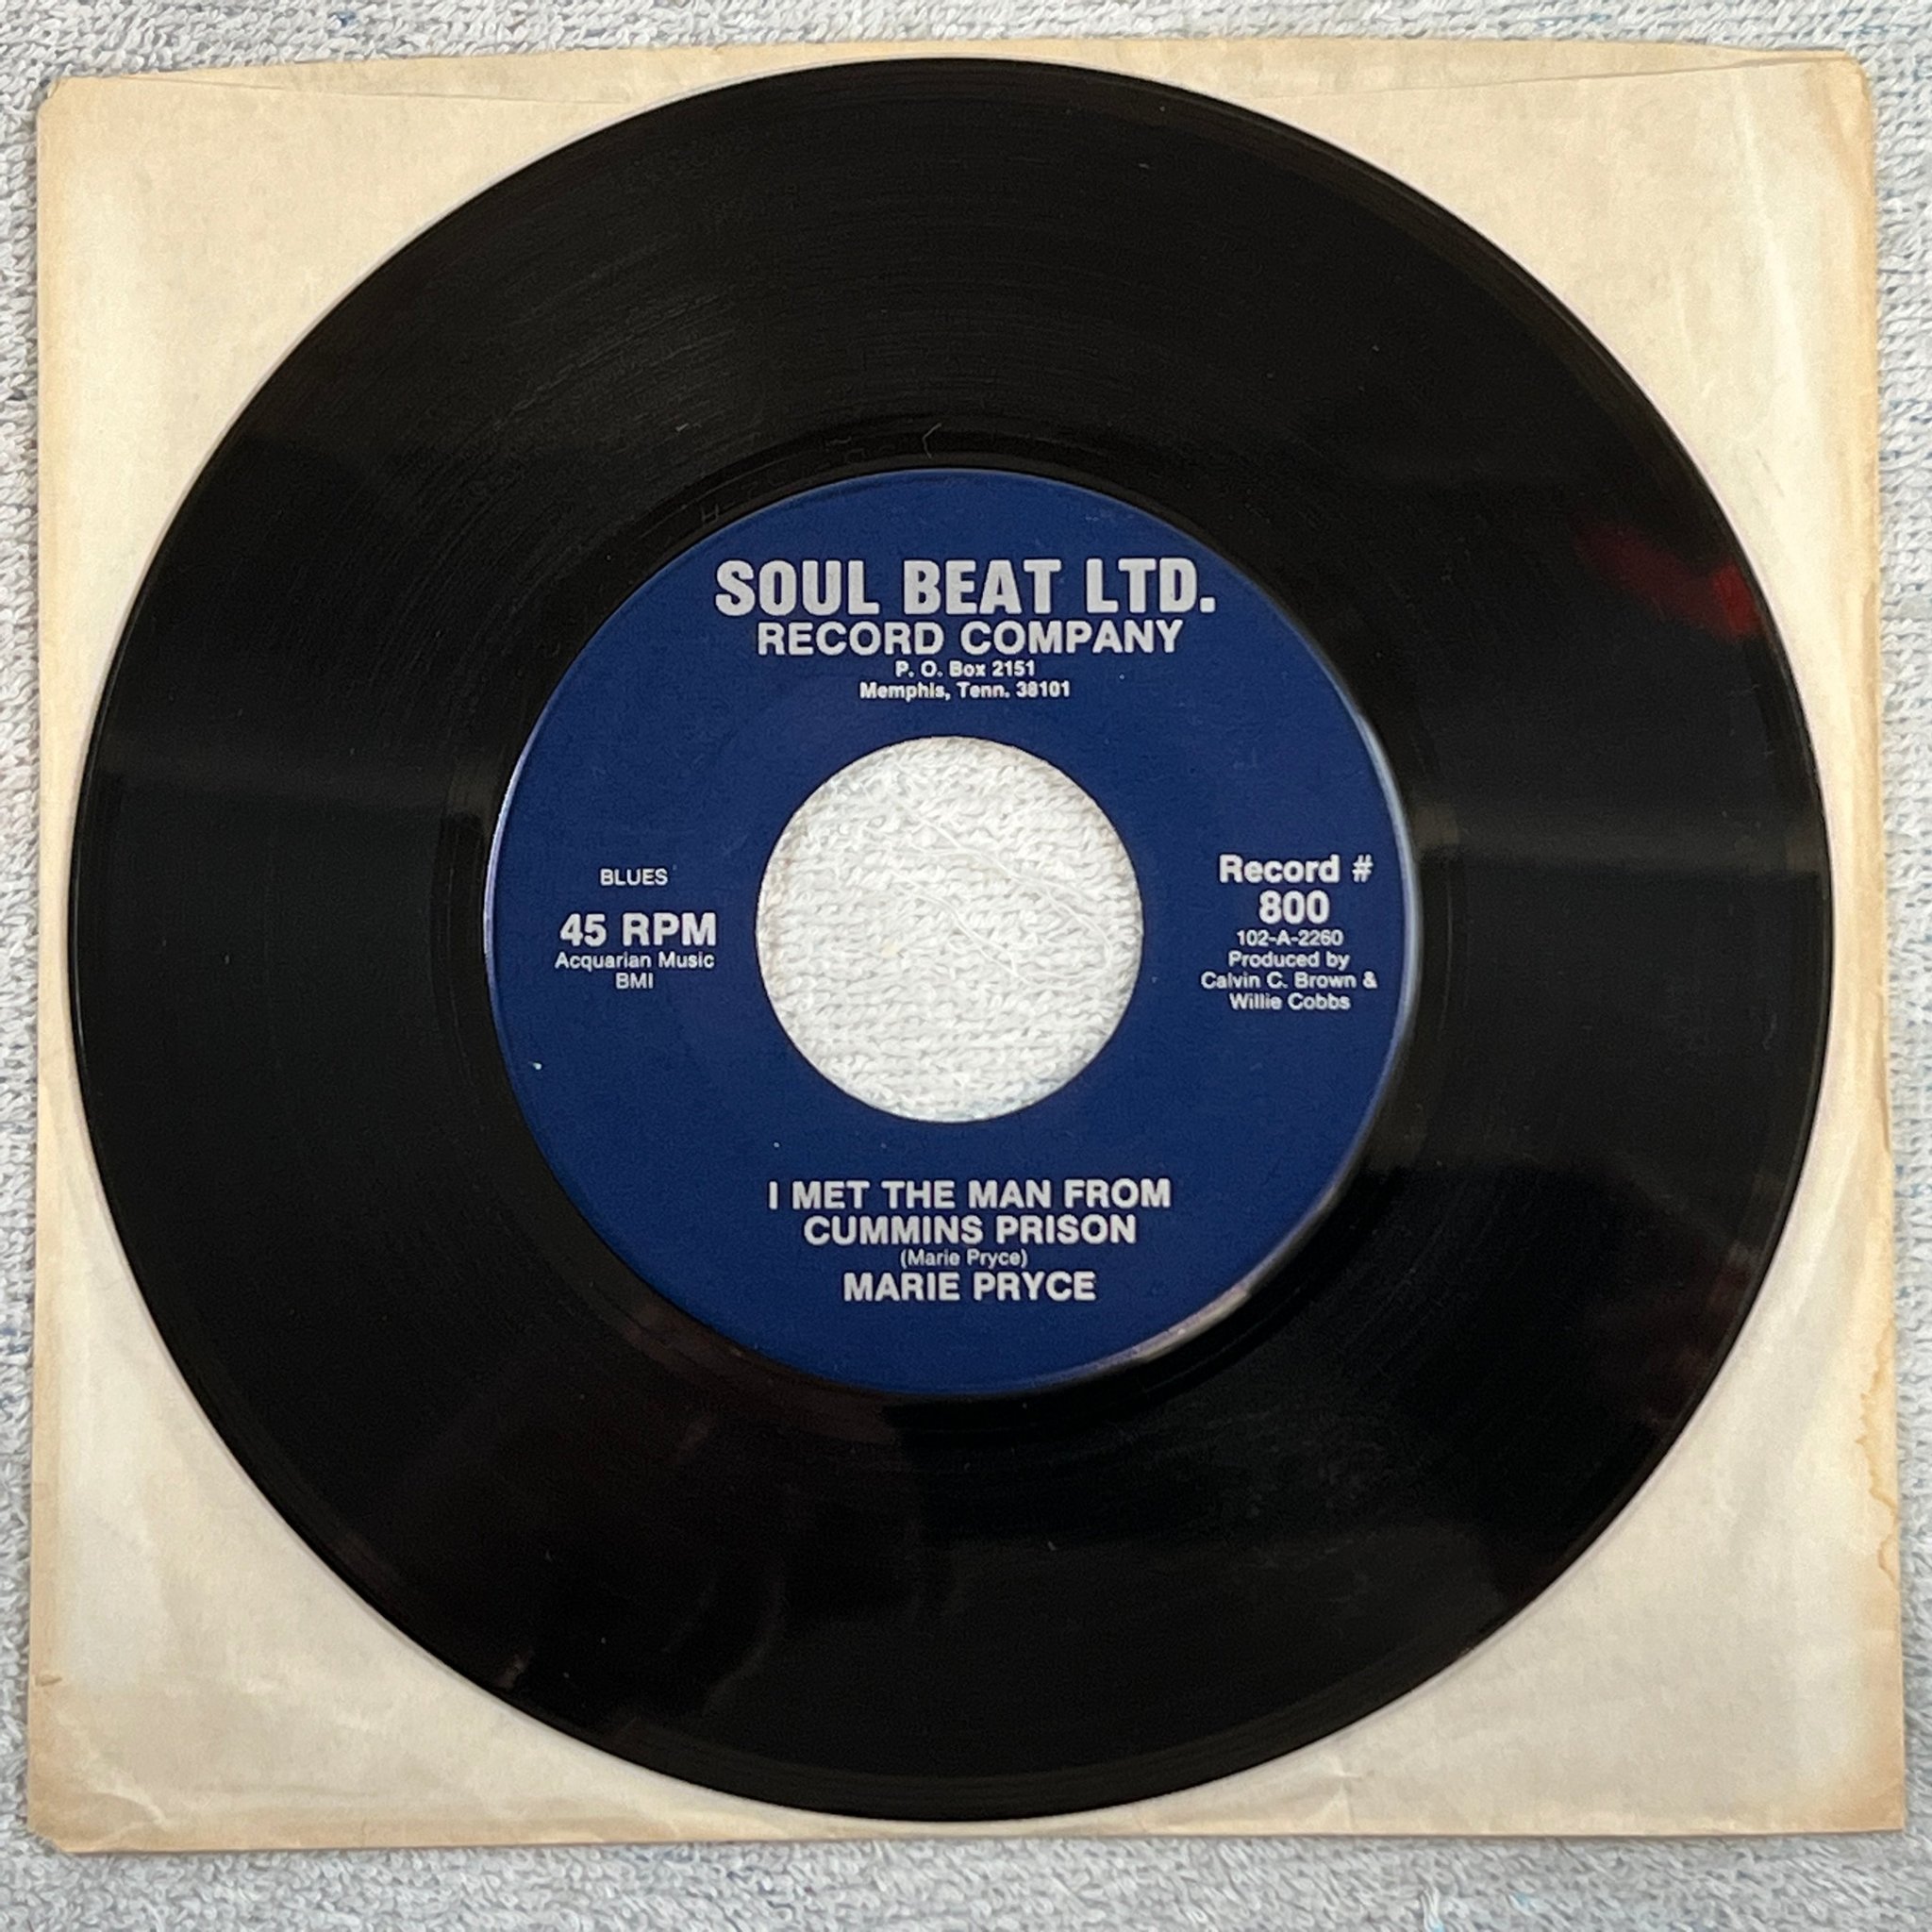 SOUL BEAT LTD.
RECORD COMPANY
P. O. Box 2151
Memphis, Tenn. 38101
BLUES
45 RPM
Acquarian Music
BMI
Record #
800
102-A-2260
Produced by
Calvin C. Brown &
Willie Cobbs
I MET THE MAN FROM
CUMMINS PRISON
(Marie Pryce)
MARIE PRYCE